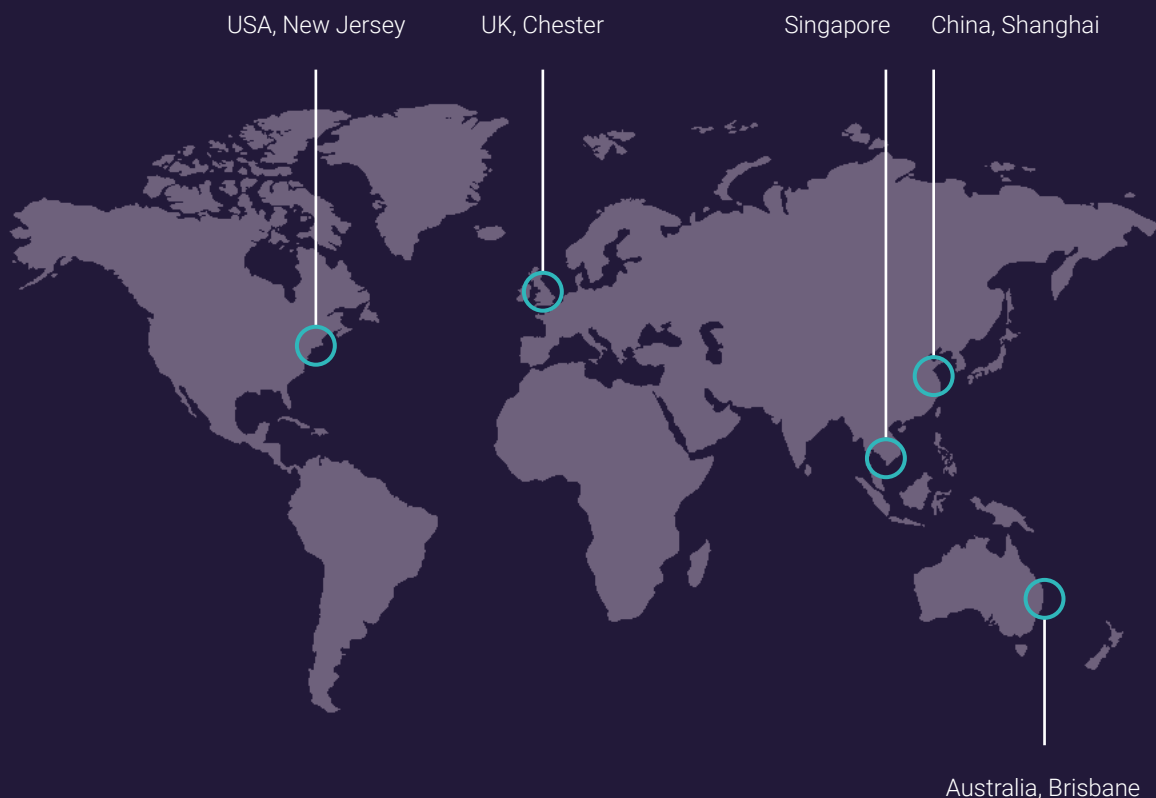 USA, New Jersey
UK, Chester
Singapore
China, Shanghai
Australia, Brisbane